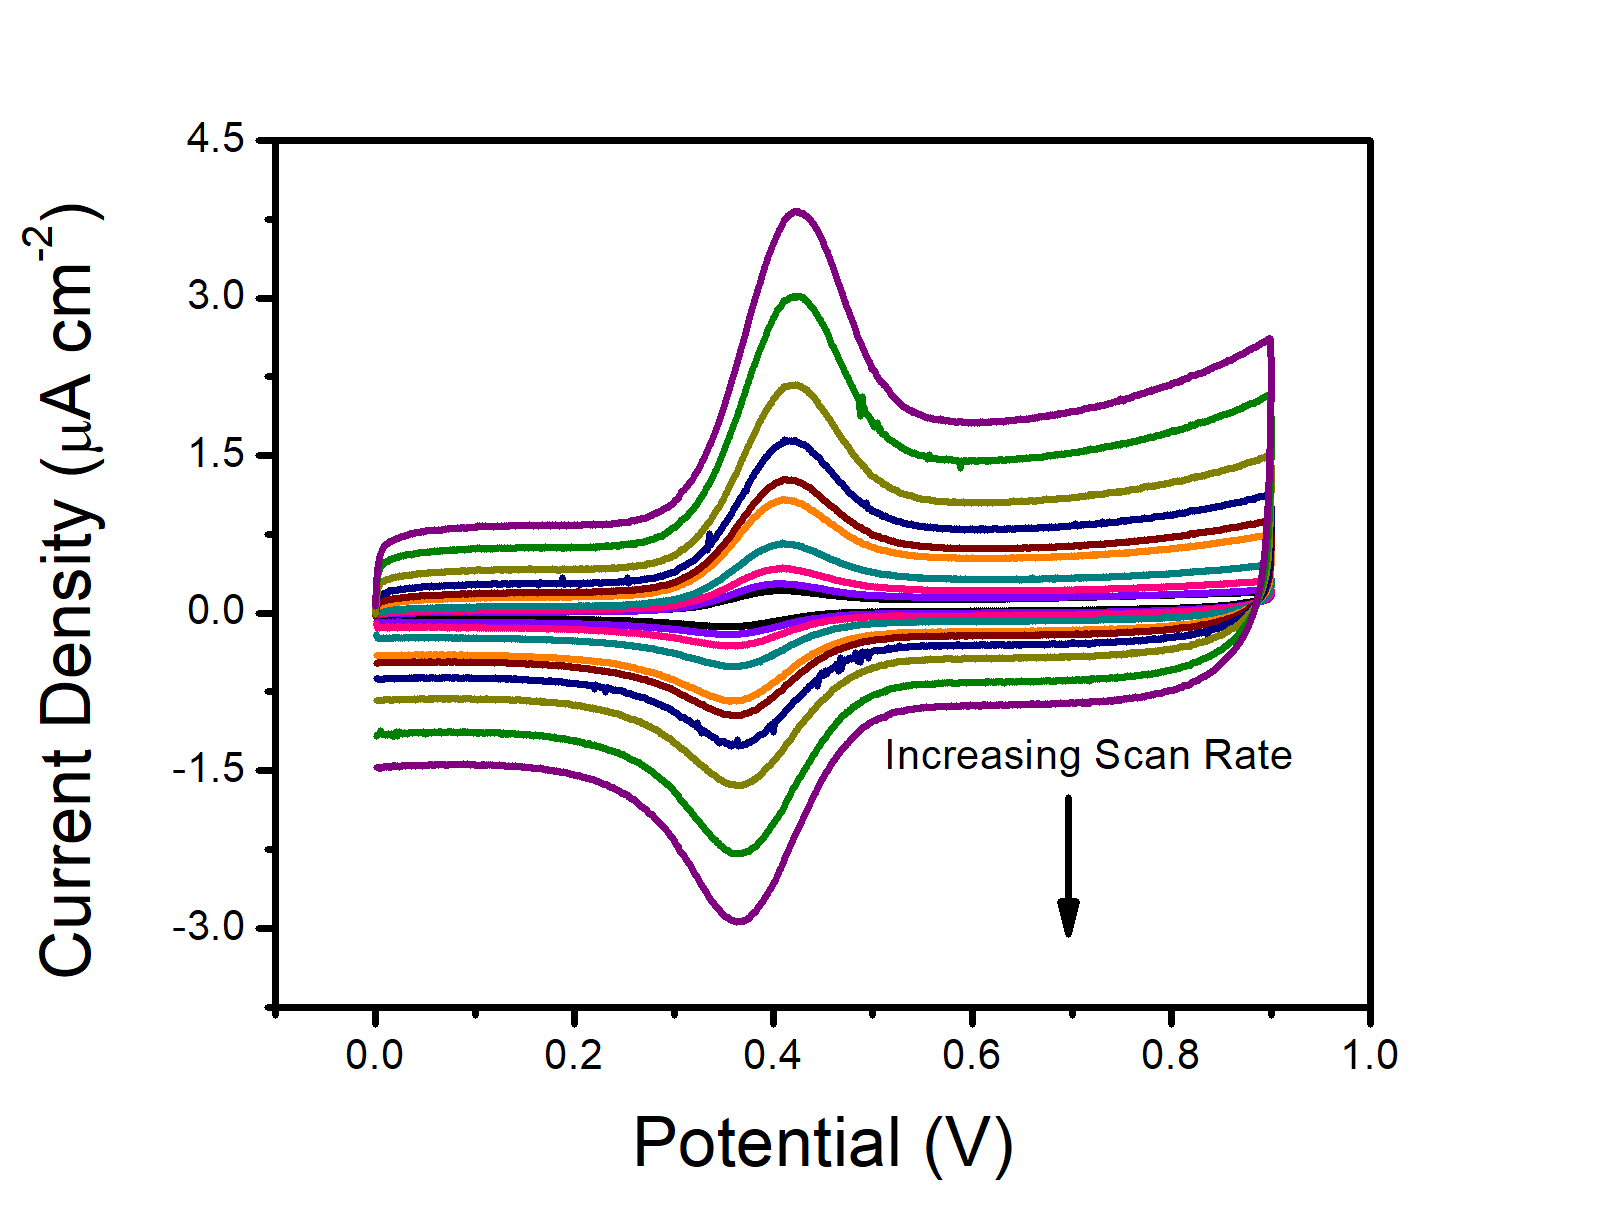 4.5
3.0
1.5
0.0
-1.5
-3.0
Current Density (μA cm-2)
Increasing Scan Rate
0.0 0.2 0.4 0.6 0.8 1.0
Potential (V)